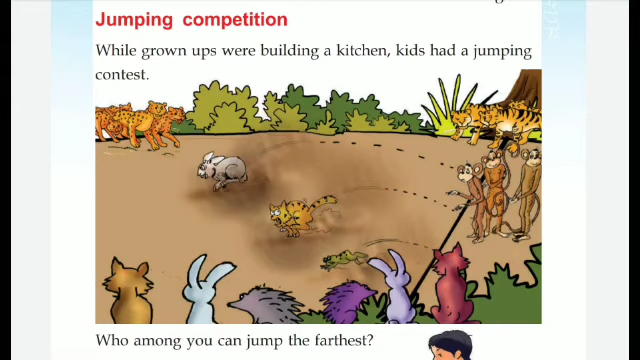 Jumping competition
While grown ups were building a kitchen, kids had a jumping
contest.
Who among you can jump the farthest?